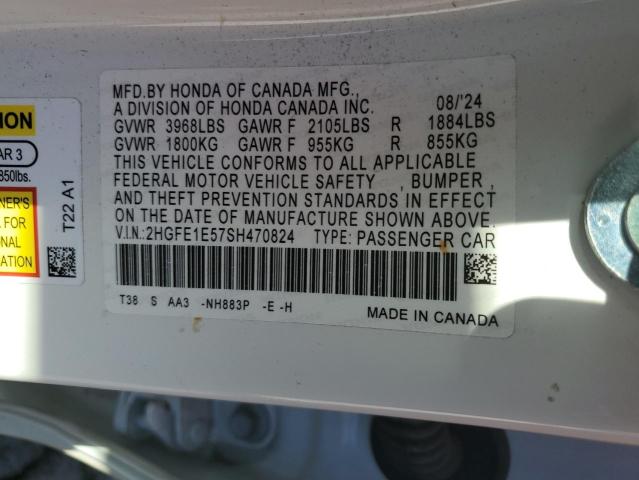 ION
AR 3
850lbs.
NER'S
L FOR
ONAL
ATION
T22 A1
MFD.BY HONDA OF CANADA MFG.,
A DIVISION OF HONDA CANADA INC. 08/'24
GVWR 3968LBS GAWR F 2105LBS R 1884LBS
GVWR 1800KG GAWR F 955KG R 855KG
THIS VEHICLE CONFORMS TO ALL APPLICABLE
FEDERAL MOTOR VEHICLE SAFETY , BUMPER ,
AND THEFT PREVENTION STANDARDS IN EFFECT
ON THE DATE OF MANUFACTURE SHOWN ABOVE.
V.I.N.:2HGFE1E57SH470824 TYPE: PASSENGER CAR
T38 S AA3 -NH883P -E -H
MADE IN CANADA